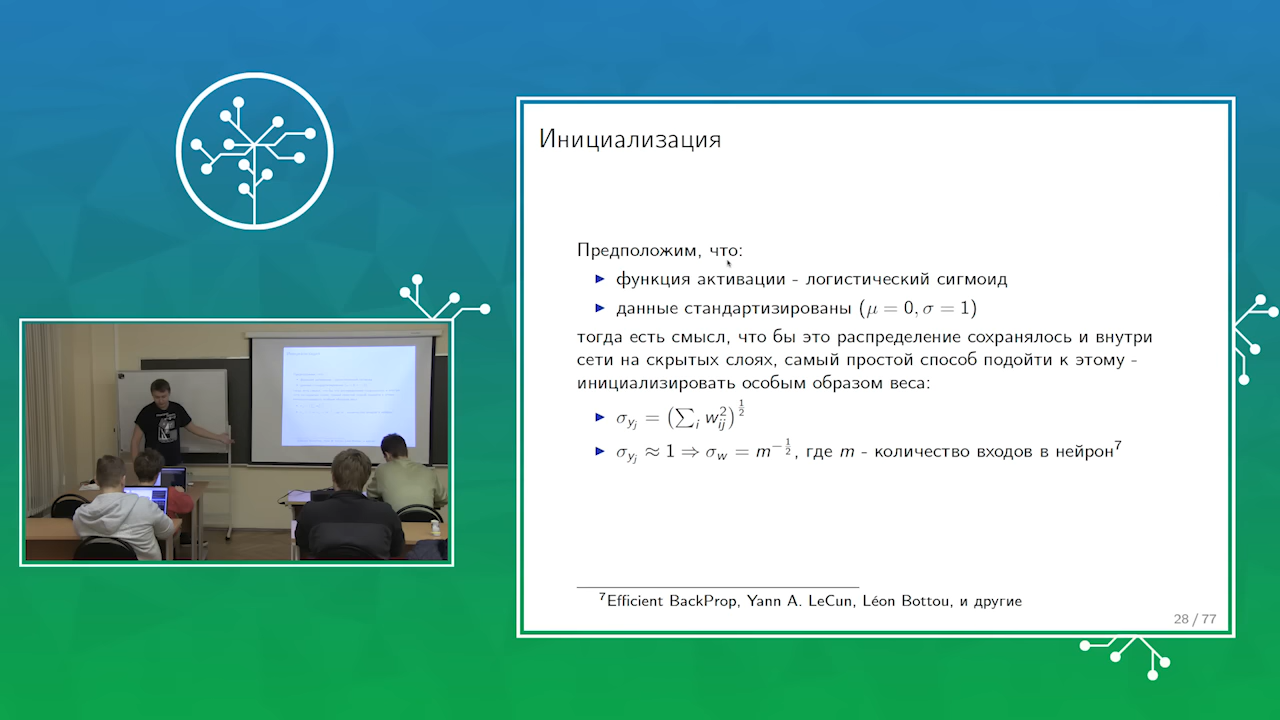 Инициализация
Предположим, что:
функция активации - логистический сигмоид
данные стандартизированы (μ = 0, σ = 1)
тогда есть смысл, что бы это распределение сохранялось и внутри
сети на скрытых слоях, самый простой способ подойти к этому -
инициализировать особым образом веса:
σ_{y_j} = (∑_i w_{ij}^2)^{1/2}
σ_{y_j} ≈ 1 ⇒ σ_w = m^{-1/2}, где m - количество входов в нейрон⁷
⁷Efficient BackProp, Yann A. LeCun, Léon Bottou, и другие
28 / 77